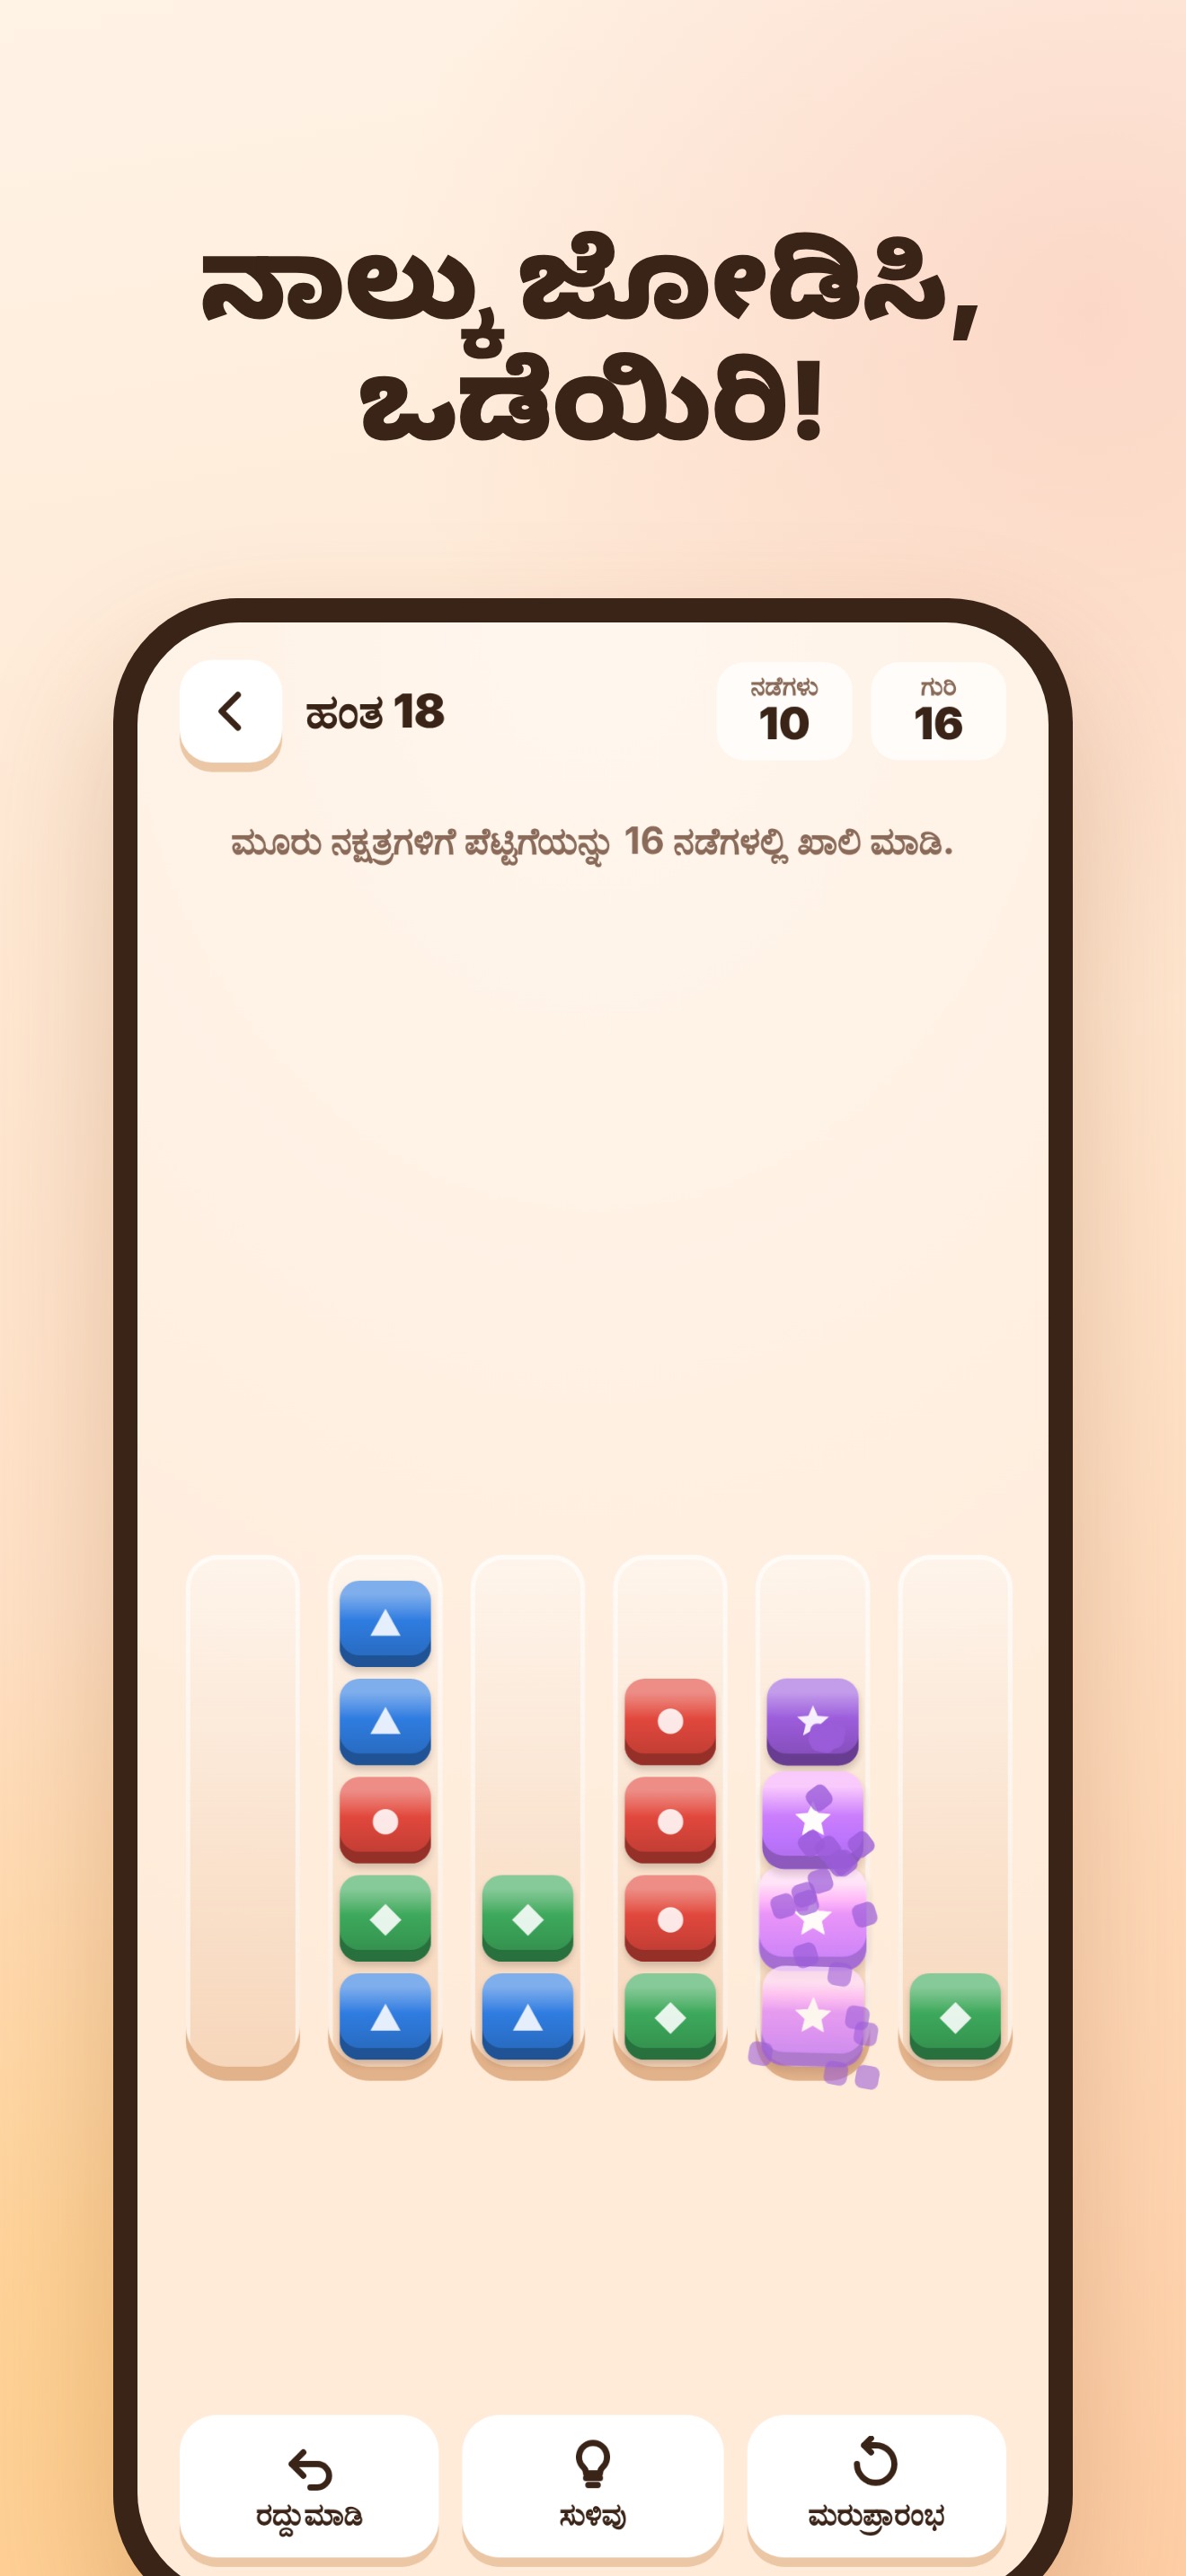 ನಾಲ್ಕು ಜೋಡಿಸಿ,
ಒಡೆಯಿರಿ!
ಹಂತ 18
ನಡೆಗಳು
10
ಗುರಿ
16
ಮೂರು ನಕ್ಷತ್ರಗಳಿಗೆ ಪೆಟ್ಟಿಗೆಯನ್ನು 16 ನಡೆಗಳಲ್ಲಿ ಖಾಲಿ ಮಾಡಿ.
ರದ್ದುಮಾಡಿ
ಸುಳಿವು
ಮರುಪ್ರಾರಂಭ